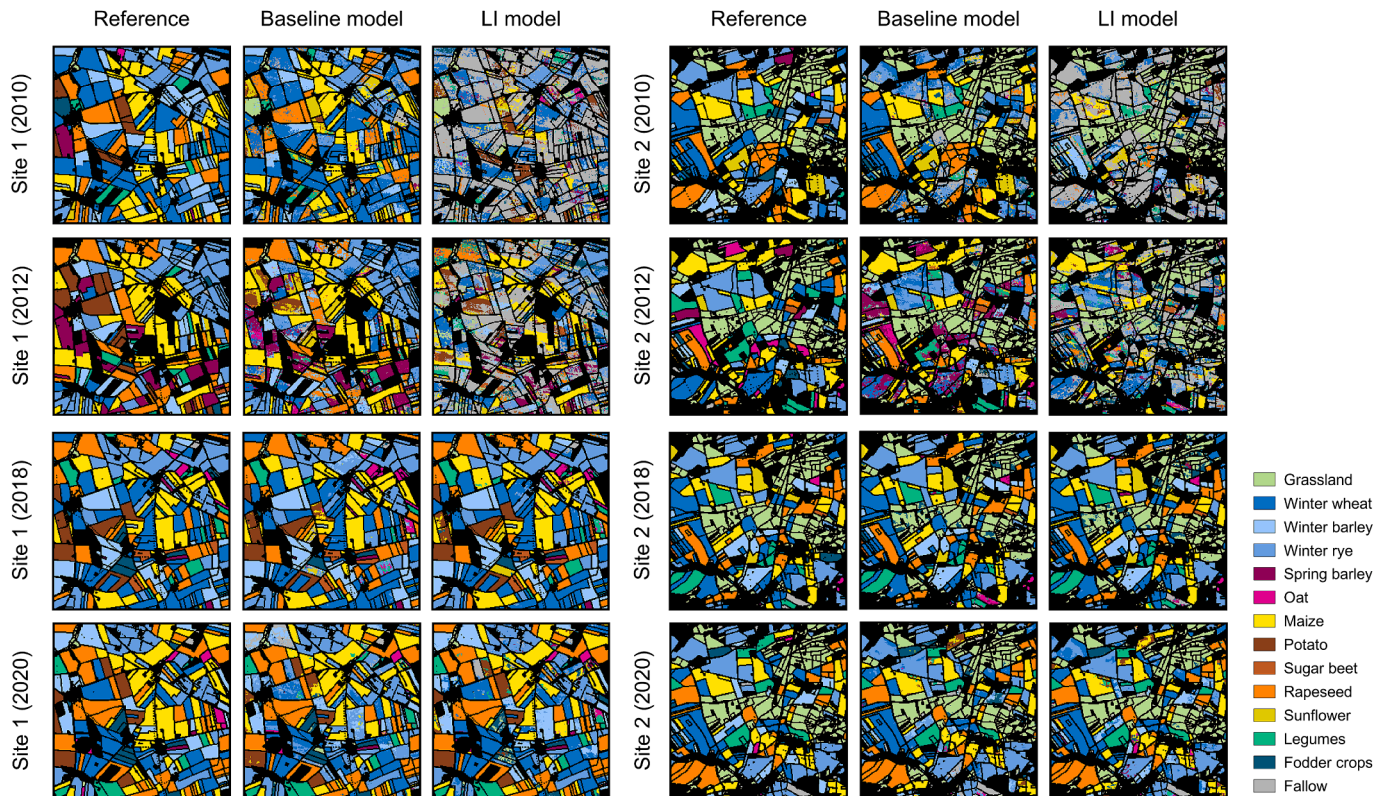 Reference Baseline model LI model Reference Baseline model LI model
Site 1 (2010)
Site 2 (2010)
Site 1 (2012)
Site 2 (2012)
Site 1 (2018)
Site 2 (2018)
Site 1 (2020)
Site 2 (2020)
Grassland
Winter wheat
Winter barley
Winter rye
Spring barley
Oat
Maize
Potato
Sugar beet
Rapeseed
Sunflower
Legumes
Fodder crops
Fallow